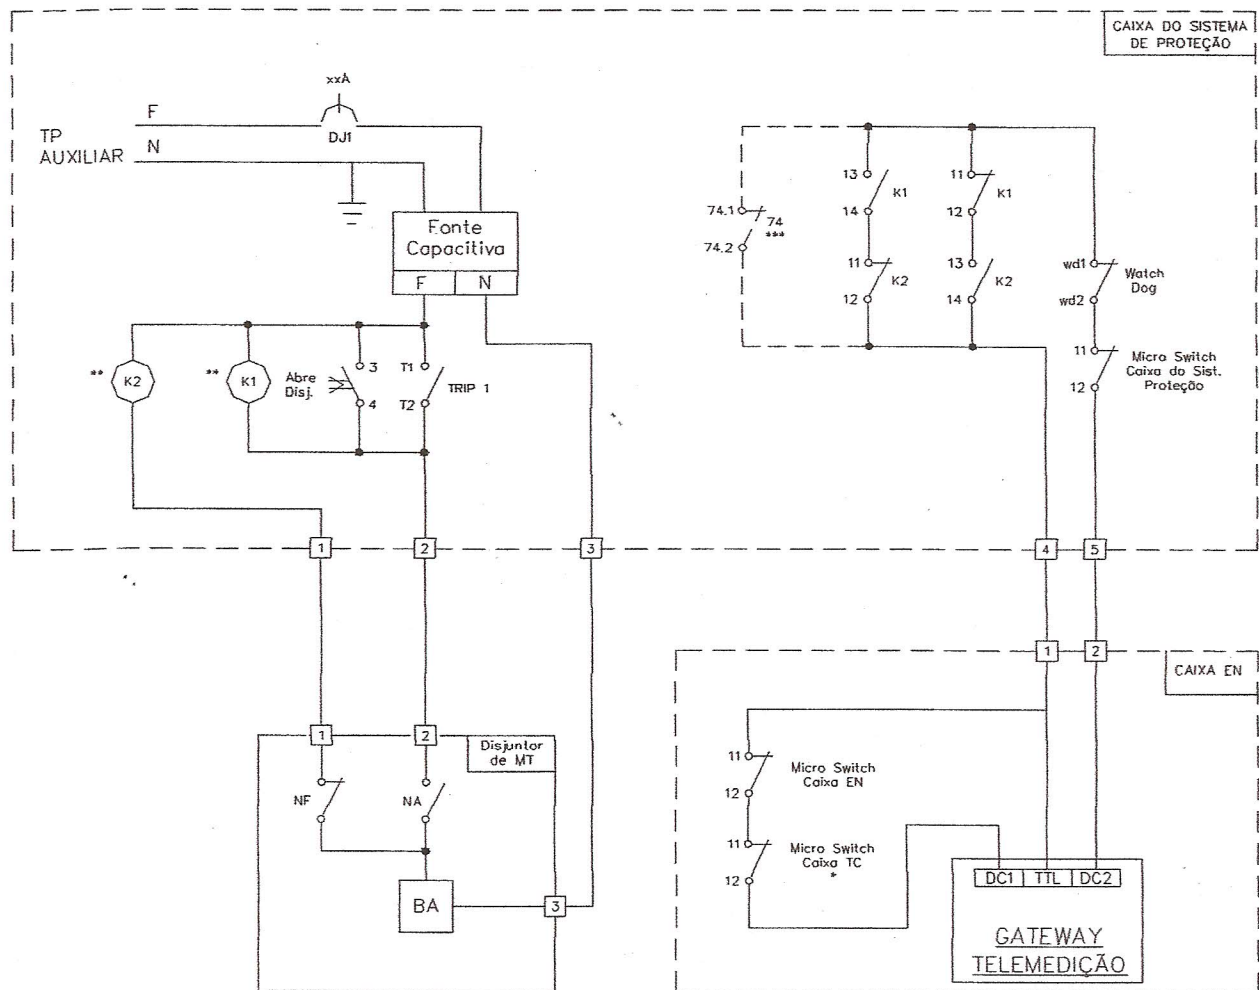 CAIXA DO SISTEMA
DE PROTEÇÃO
xxA
F
DJ1
TP
AUXILIAR
N
Fonte
Capacitiva
F
N
**
K2
**
K1
Abre
Disj.
3
4
T1
T2
TRIP 1
13
14
K1
11
12
K1
74.1
74.2
74
***
11
12
K2
13
14
K2
wd1
wd2
Watch
Dog
11
12
Micro Switch
Caixa do Sist.
Proteção
1
2
3
4
5
1
2
CAIXA EN
1
2
Disjuntor
de MT
NF
NA
BA
3
11
12
Micro Switch
Caixa EN
11
12
Micro Switch
Caixa TC
*
DC1
TTL
DC2
GATEWAY
TELEMEDIÇÃO